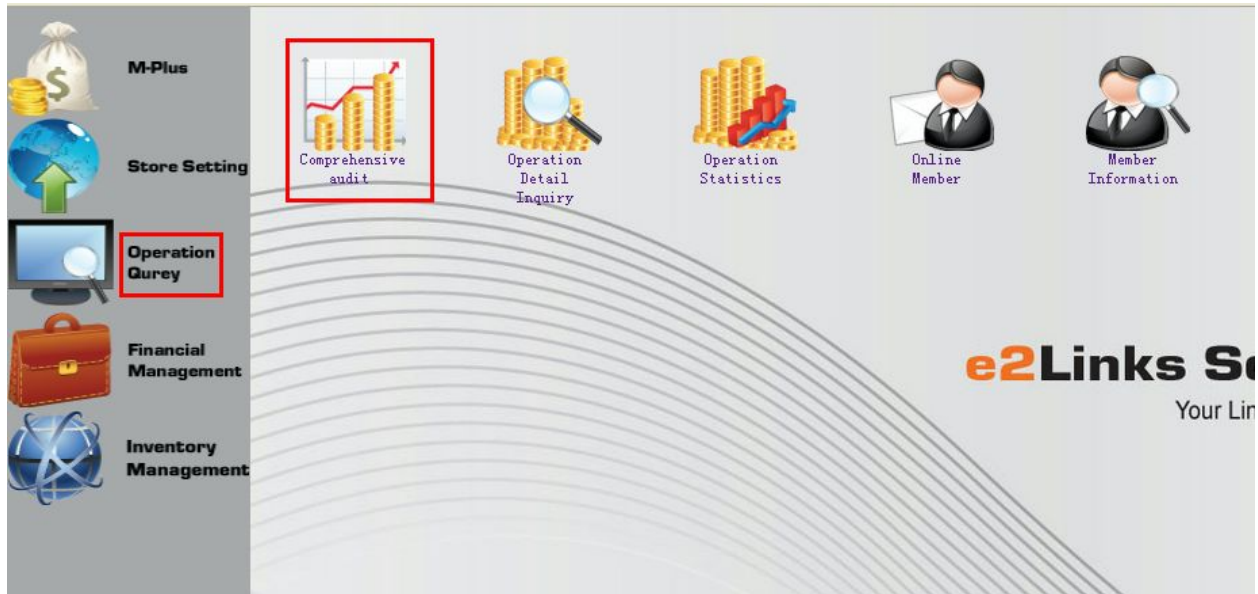 M-Plus
Store Setting
Operation
Qurey
Financial
Management
Inventory
Management
Comprehensive
audit
Operation
Detail
Inquiry
Operation
Statistics
Online
Member
Member
Information
e2Links
Your